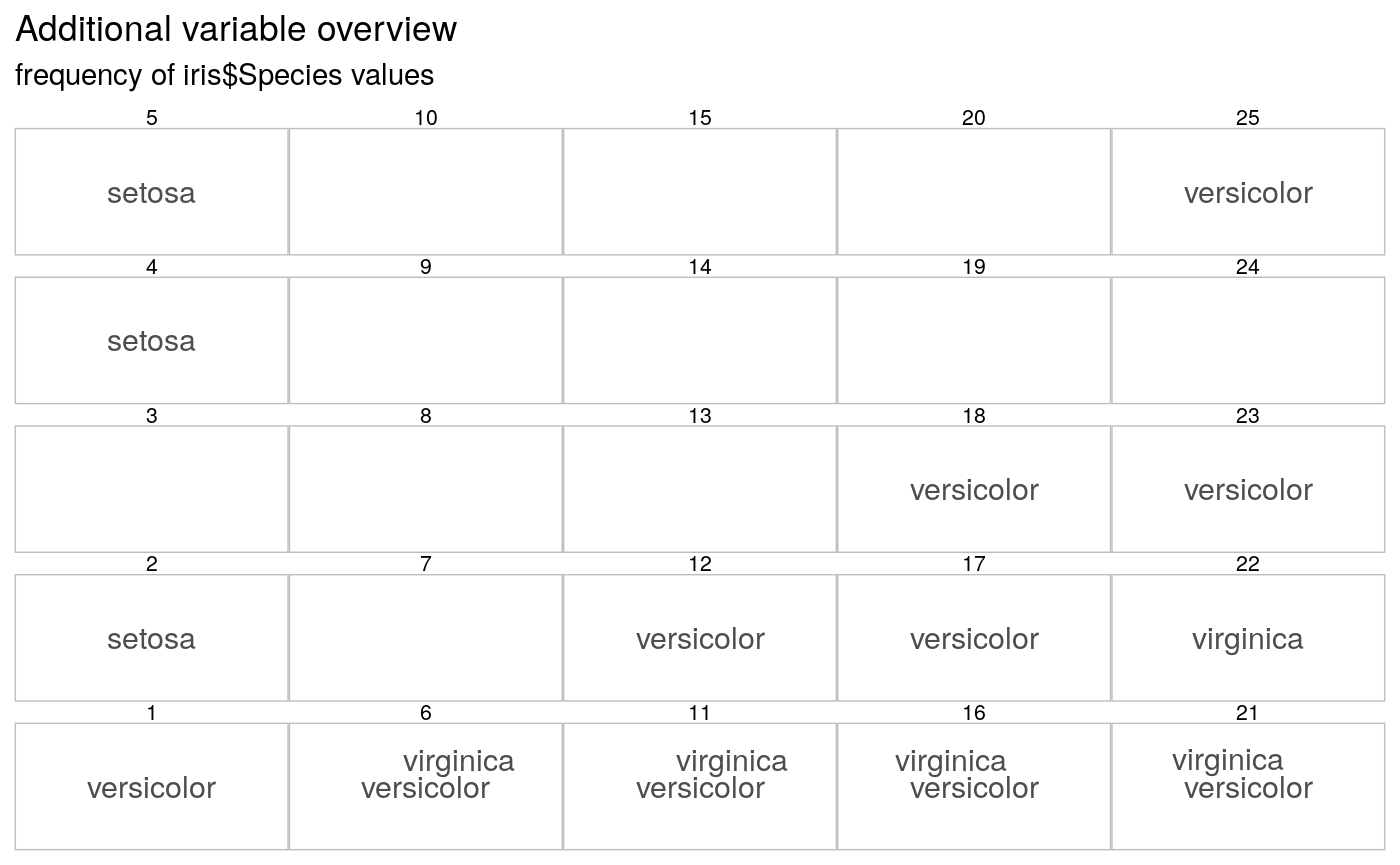 Additional variable overview
frequency of iris$Species values
5 10 15 20 25
setosa versicolor
4 9 14 19 24
setosa
3 8 13 18 23
versicolor versicolor
2 7 12 17 22
setosa versicolor versicolor virginica
1 6 11 16 21
virginica virginica virginica virginica
versicolor versicolor versicolor versicolor versicolor